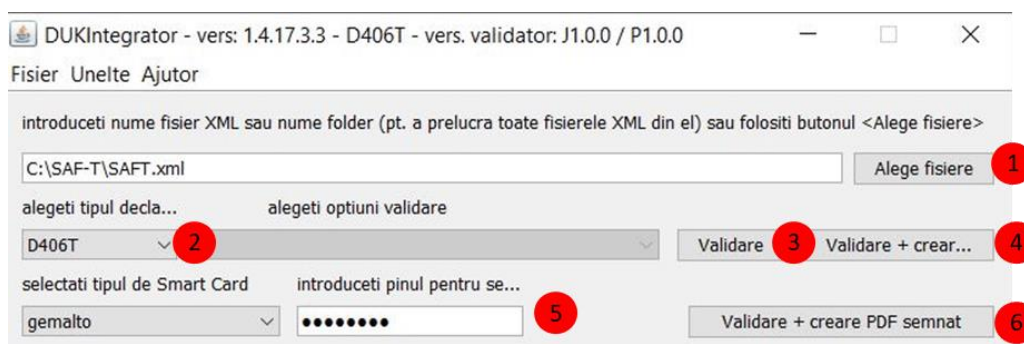 DUKIntegrator - vers: 1.4.17.3.3 - D406T - vers. validator: J1.0.0 / P1.0.0
Fisier Unelte Ajutor
introduceti nume fisier XML sau nume folder (pt. a prelucra toate fisierele XML din el) sau folositi butonul <Alege fisiere>
C:\SAF-T\SAFT.xml Alege fisiere 1
alegeti tipul decla... alegeti optiuni validare
D406T 2 Validare 3 Validare + crear... 4
selectati tipul de Smart Card introduceti pinul pentru se...
gemalto ●●●●●●●● 5 Validare + creare PDF semnat 6